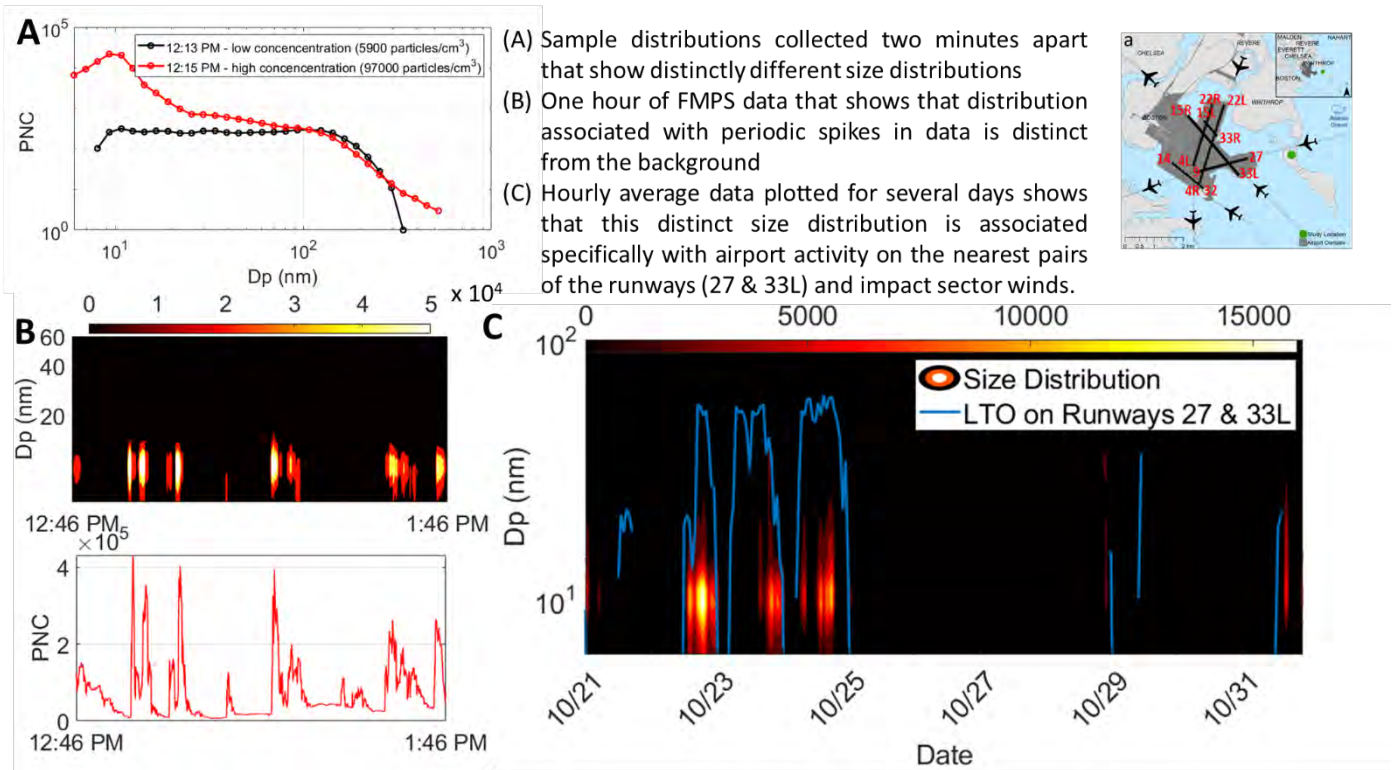 A
10^5
PNC
10^0
12:13 PM - low concencentration (5900 particles/cm^3)
12:15 PM - high concencentration (97000 particles/cm^3)
10^1
10^2
10^3
Dp (nm)
(A) Sample distributions collected two minutes apart
that show distinctly different size distributions
(B) One hour of FMPS data that shows that distribution
associated with periodic spikes in data is distinct
from the background
(C) Hourly average data plotted for several days shows
that this distinct size distribution is associated
specifically with airport activity on the nearest pairs
of the runways (27 & 33L) and impact sector winds.
a
CHELSEA
REVERE
MALDEN
NAHANT
REVERE
EVERETT
CHELSEA
WINTHROP
BOSTON
BOSTON
WINTHROP
15R
22R
22L
15L
33R
14
4L
9
27
33L
4R
32
Study Location
B
0
1
2
3
4
5
x 10^4
60
40
20
Dp (nm)
12:46 PM
1:46 PM
×10^5
4
2
0
PNC
12:46 PM
1:46 PM
C
0
5000
10000
15000
10^2
10^1
Dp (nm)
Size Distribution
LTO on Runways 27 & 33L
10/21
10/23
10/25
10/27
10/29
10/31
Date